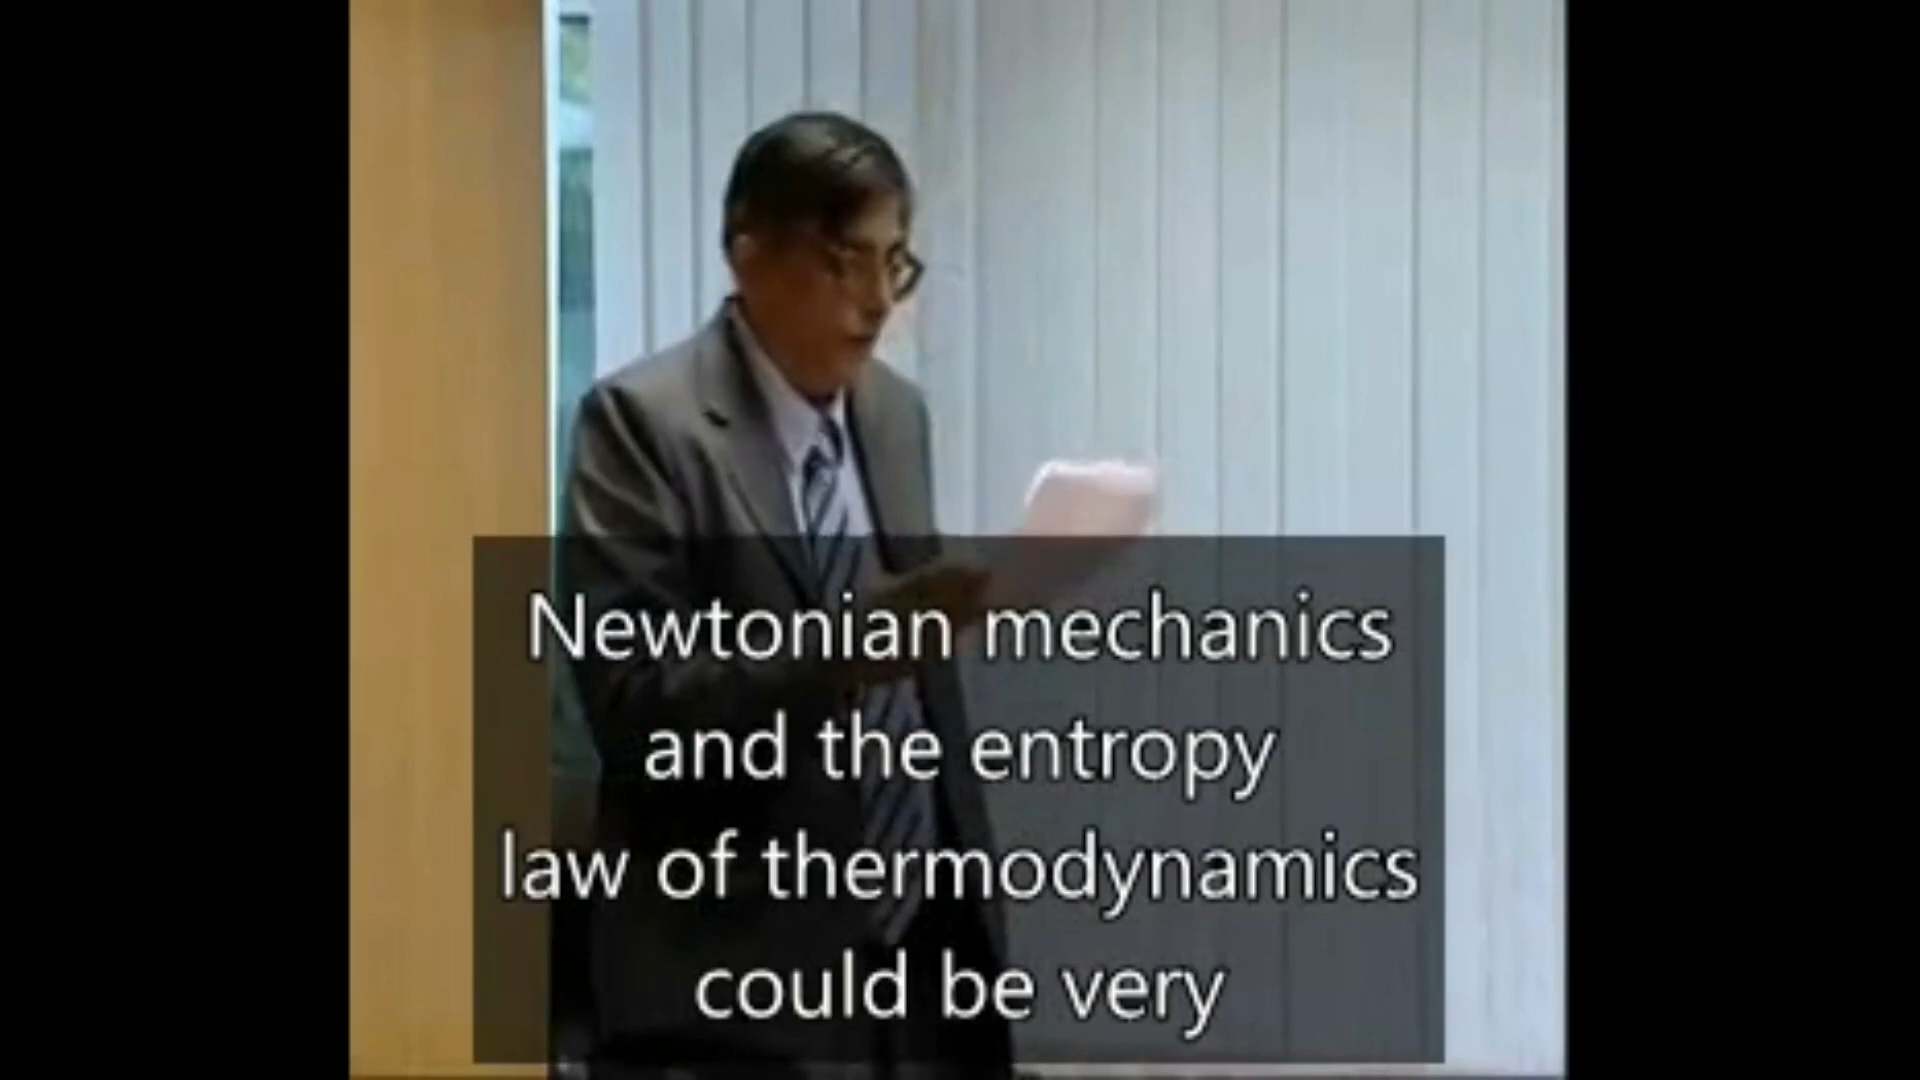 Newtonian mechanics
and the entropy
law of thermodynamics
could be very